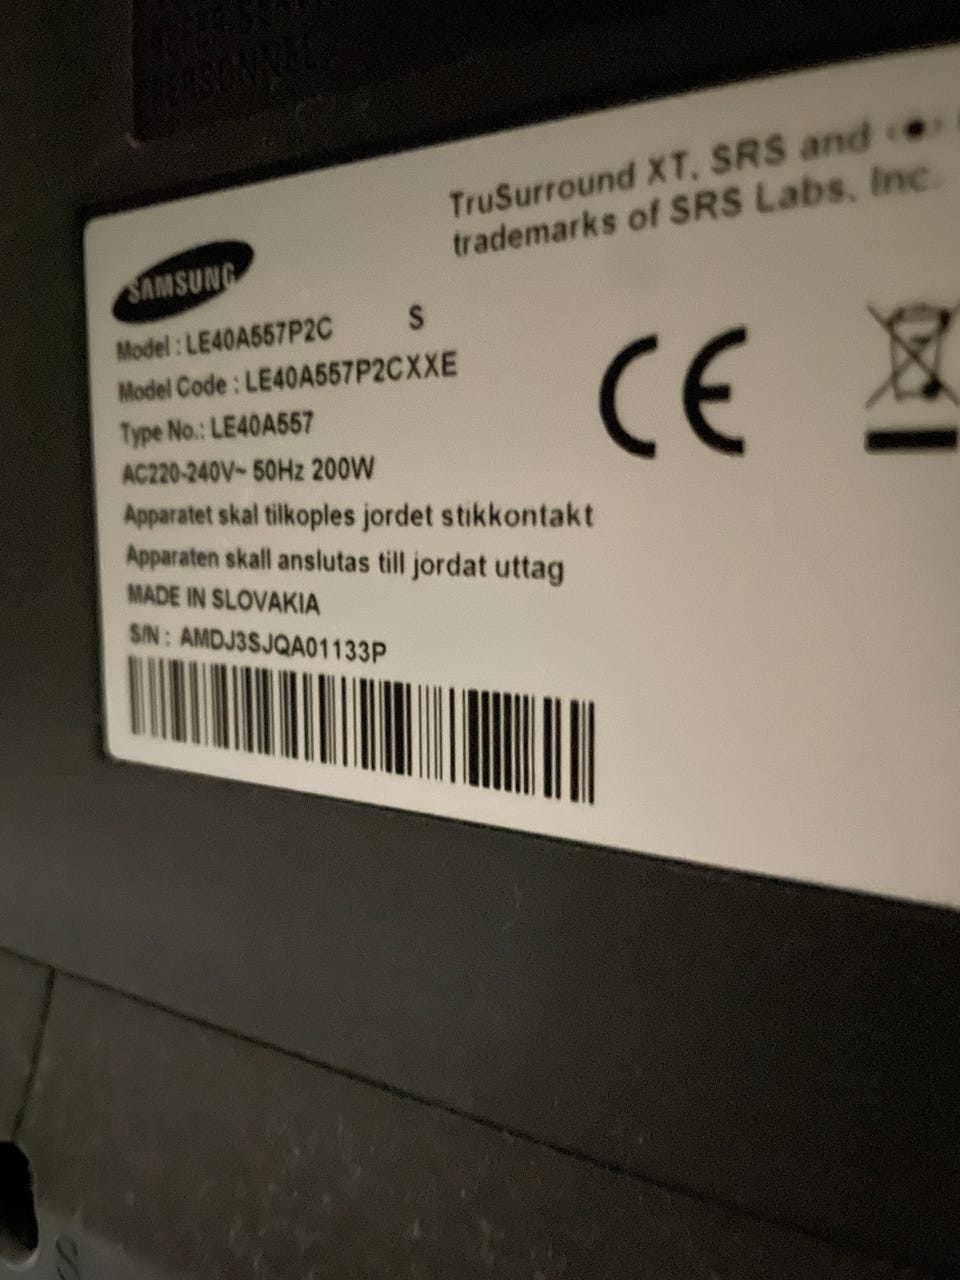 PERSONNEL
TruSurround XT, SRS and
trademarks of SRS Labs, Inc.
SAMSUNG
Model : LE40A557P2C S
Model Code : LE40A557P2CXXE
Type No.: LE40A557
AC220-240V~ 50Hz 200W
Apparatet skal tilkoples jordet stikkontakt
Apparaten skall anslutas till jordat uttag
MADE IN SLOVAKIA
S/N : AMDJ3SJQA01133P
CE